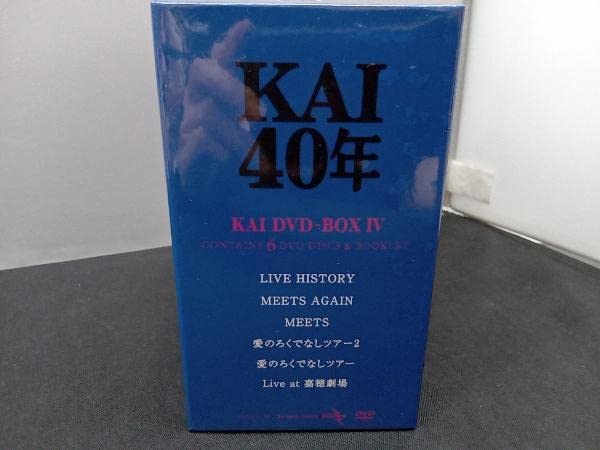 KAI
40年
KAI DVD-BOX IV
CONTAINS 6 DVD DISCS & BOOKLET
LIVE HISTORY
MEETS AGAIN
MEETS
愛のろくでなしツアー2
愛のろくでなしツアー
Live at 嘉穂劇場
DVD